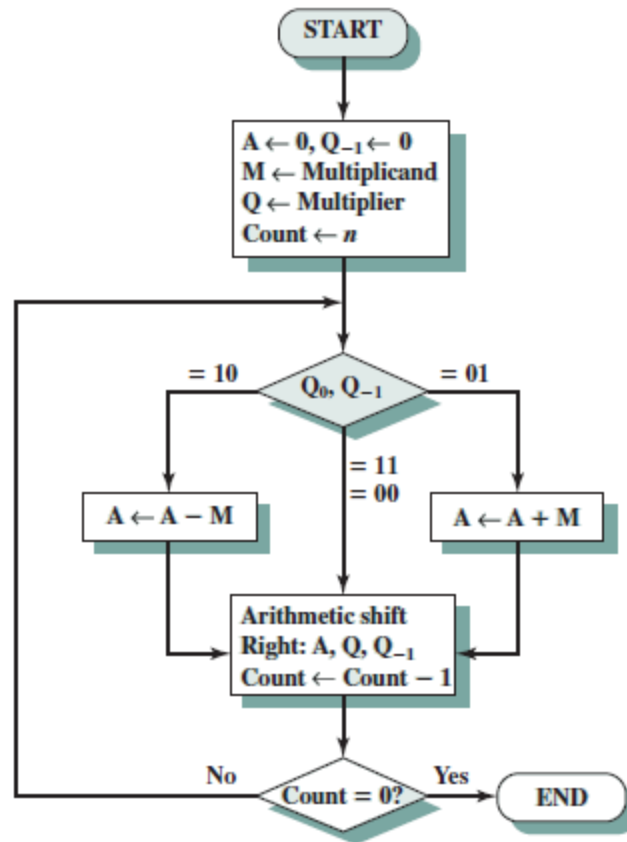 START
A ← 0, Q₋₁ ← 0
M ← Multiplicand
Q ← Multiplier
Count ← n
= 10
Q₀, Q₋₁
= 01
= 11
= 00
A ← A − M
A ← A + M
Arithmetic shift
Right: A, Q, Q₋₁
Count ← Count − 1
No
Count = 0?
Yes
END